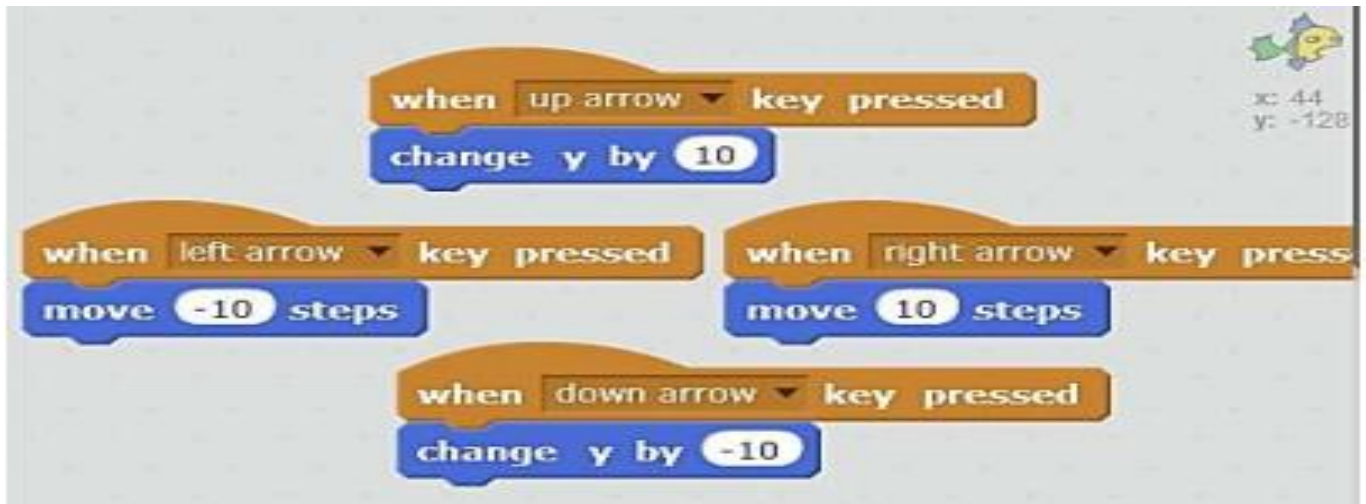 when up arrow key pressed
change y by 10
x: 44
y: -128
when left arrow key pressed
move -10 steps
when right arrow key press
move 10 steps
when down arrow key pressed
change y by -10